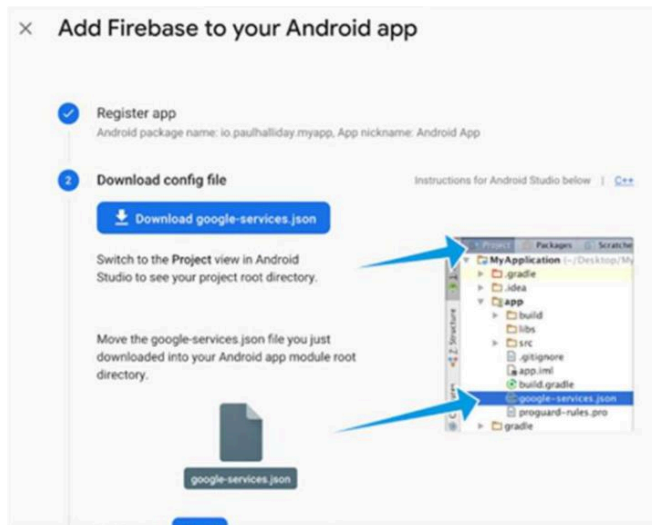 Add Firebase to your Android app
Register app
Android package name: io.paulhalliday.myapp, App nickname: Android App
2
Download config file
Instructions for Android Studio below | C++
Download google-services.json
Switch to the Project view in Android
Studio to see your project root directory.
Move the google-services.json file you just
downloaded into your Android app module root
directory.
google-services.json
Project Packages Scratche
MyApplication (~/Desktop/My
.gradle
.idea
app
build
libs
src
.gitignore
app.iml
build.gradle
google-services.json
proguard-rules.pro
gradle
Z: Structure